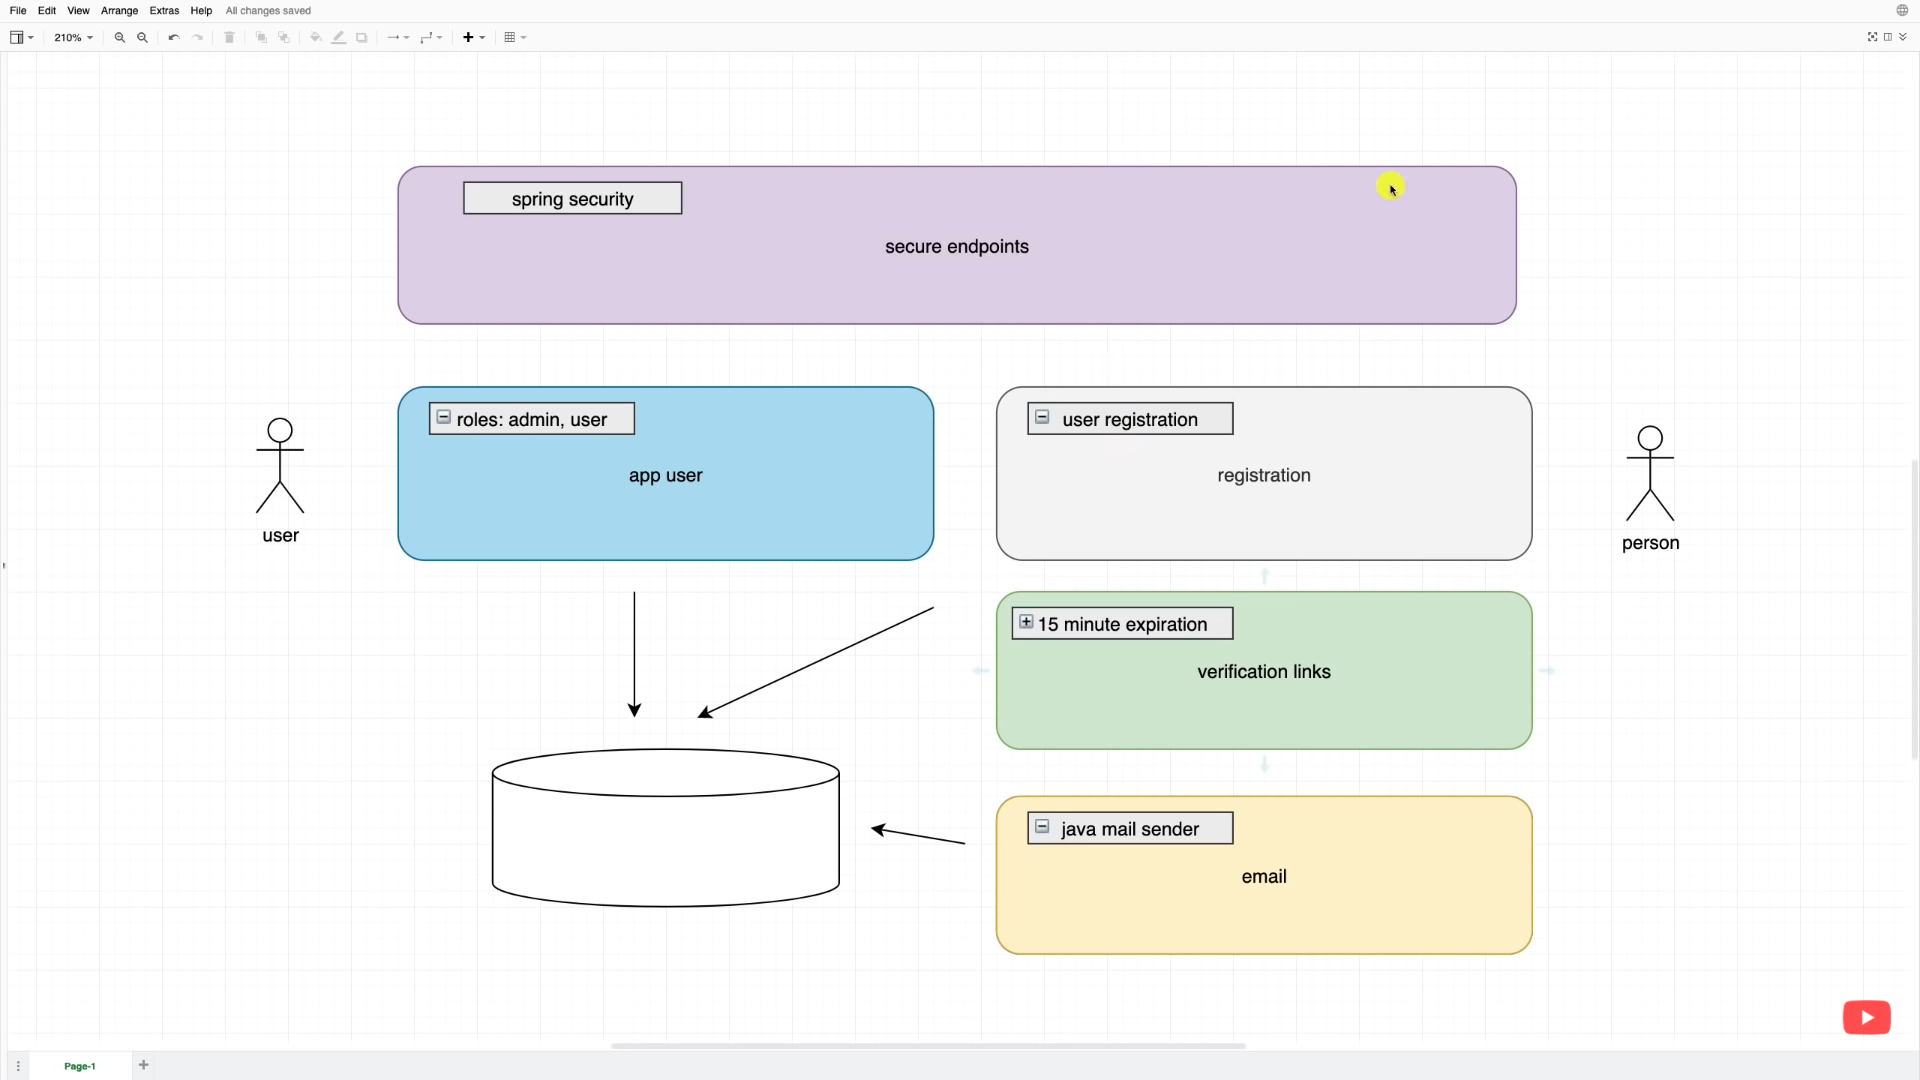 File Edit View Arrange Extras Help All changes saved
210%
spring security
secure endpoints
roles: admin, user
app user
user
user registration
registration
person
15 minute expiration
verification links
java mail sender
email
Page-1